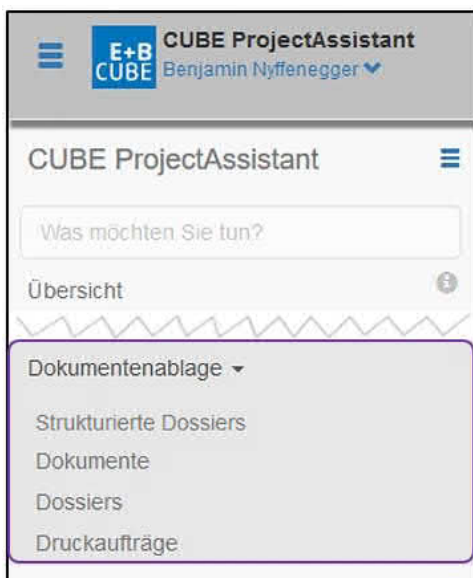 E+B
CUBE
CUBE ProjectAssistant
Benjamin Nyffenegger
CUBE ProjectAssistant
Was möchten Sie tun?
Übersicht
Dokumentenablage
Strukturierte Dossiers
Dokumente
Dossiers
Druckaufträge